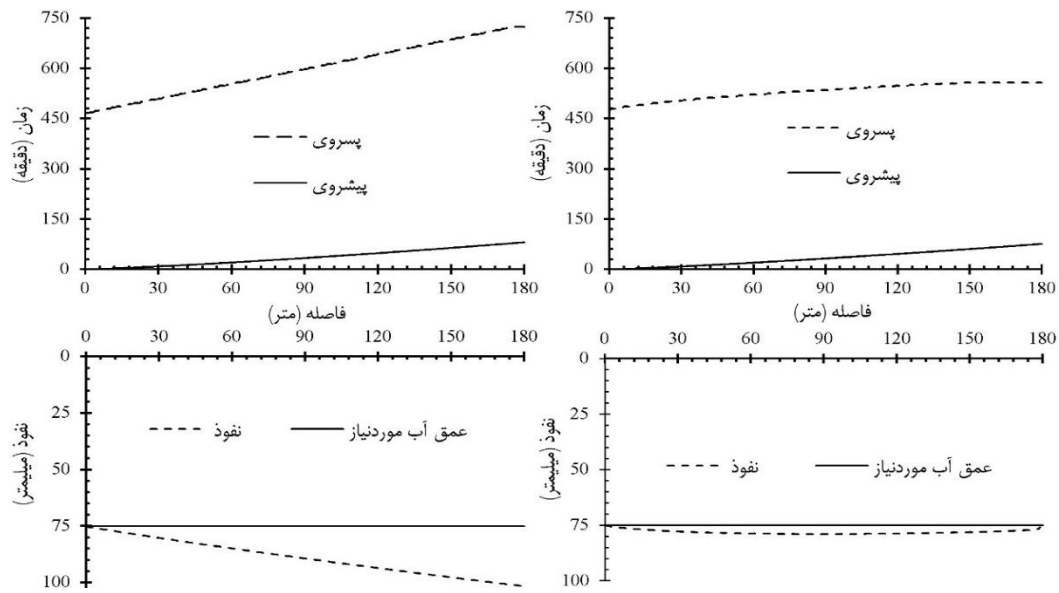 750
600
450
300
150
0
زمان (دقیقه)
پسروی
پیشروی
0 30 60 90 120 150 180
فاصله (متر)
750
600
450
300
150
0
زمان (دقیقه)
پسروی
پیشروی
0 30 60 90 120 150 180
فاصله (متر)
0 30 60 90 120 150 180
0
25
50
75
100
نفوذ (میلیمتر)
نفوذ
عمق آب موردنیاز
0 30 60 90 120 150 180
0
25
50
75
100
نفوذ (میلیمتر)
نفوذ
عمق آب موردنیاز